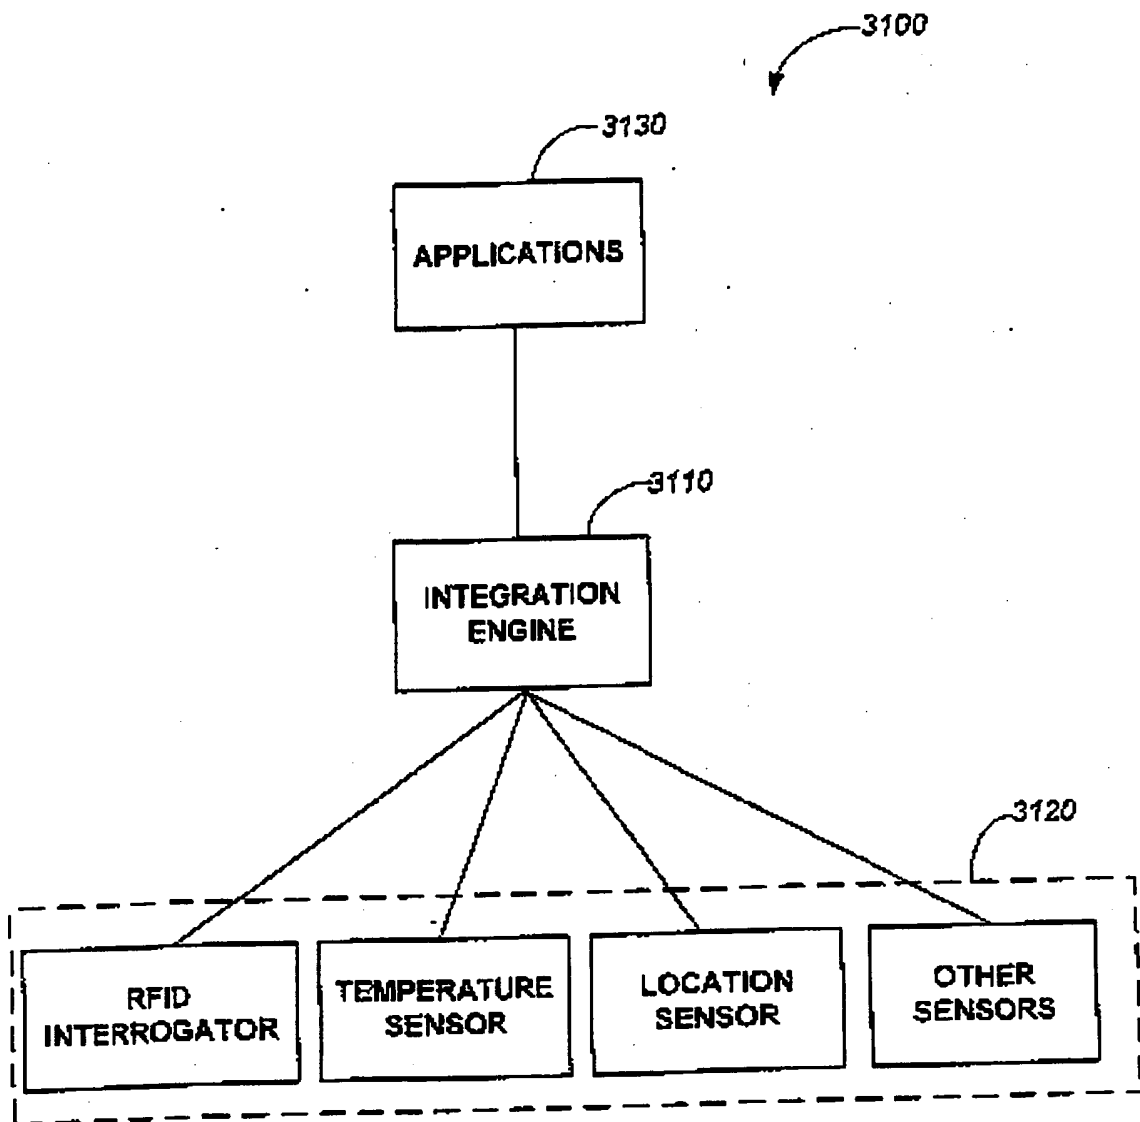 3100
3130
APPLICATIONS
3110
INTEGRATION
ENGINE
3120
RFID
INTERROGATOR
TEMPERATURE
SENSOR
LOCATION
SENSOR
OTHER
SENSORS